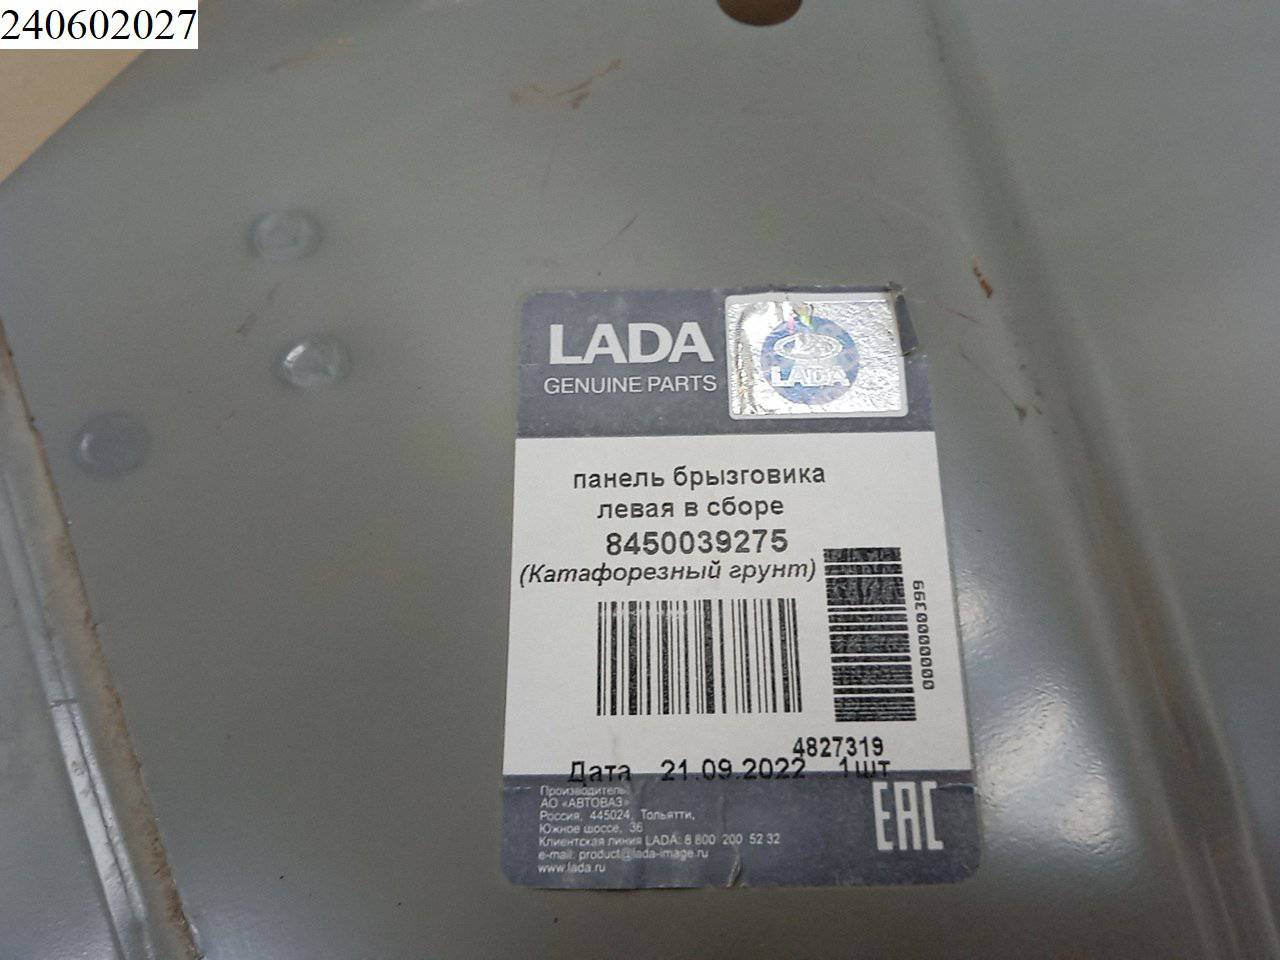 240602027
LADA
GENUINE PARTS
LADA
панель брызговика
левая в сборе
8450039275
(Катафорезный грунт)
0000000399
4827319
Дата 21.09.2022 1шт
Производитель:
АО «АВТОВАЗ»
Россия, 445024, Тольятти,
Южное шоссе, 36
Клиентская линия LADA: 8 800 200 52 32
e-mail: product@lada-image.ru
www.lada.ru
EAC